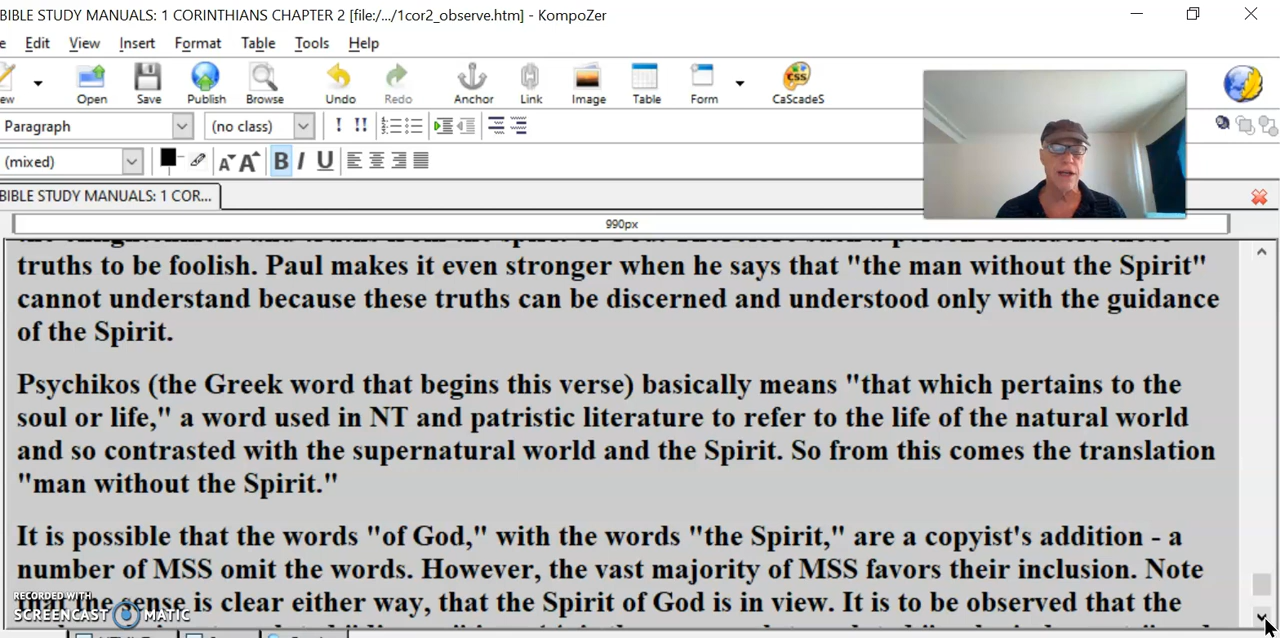 BIBLE STUDY MANUALS: 1 CORINTHIANS CHAPTER 2 [file:/.../1cor2_observe.htm] - KompoZer
Edit View Insert Format Table Tools Help
Open Save Publish Browse Undo Redo Anchor Link Image Table Form CaScadeS
Paragraph (no class) ! !!
(mixed) B I U
BIBLE STUDY MANUALS: 1 COR...
990px
truths to be foolish. Paul makes it even stronger when he says that "the man without the Spirit"
cannot understand because these truths can be discerned and understood only with the guidance
of the Spirit.
Psychikos (the Greek word that begins this verse) basically means "that which pertains to the
soul or life," a word used in NT and patristic literature to refer to the life of the natural world
and so contrasted with the supernatural world and the Spirit. So from this comes the translation
"man without the Spirit."
It is possible that the words "of God," with the words "the Spirit," are a copyist's addition - a
number of MSS omit the words. However, the vast majority of MSS favors their inclusion. Note
is clear either way, that the Spirit of God is in view. It is to be observed that the
RECORDED WITH
SCREENCAST MATIC